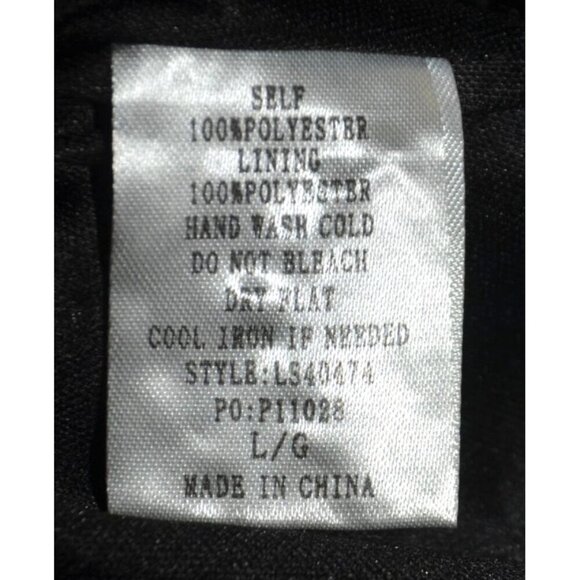 SELF
100%POLYESTER
LINING
100%POLYESTER
HAND WASH COLD
DO NOT BLEACH
DRY FLAT
COOL IRON IF NEEDED
STYLE:LS40474
PO:P11028
L/G
MADE IN CHINA